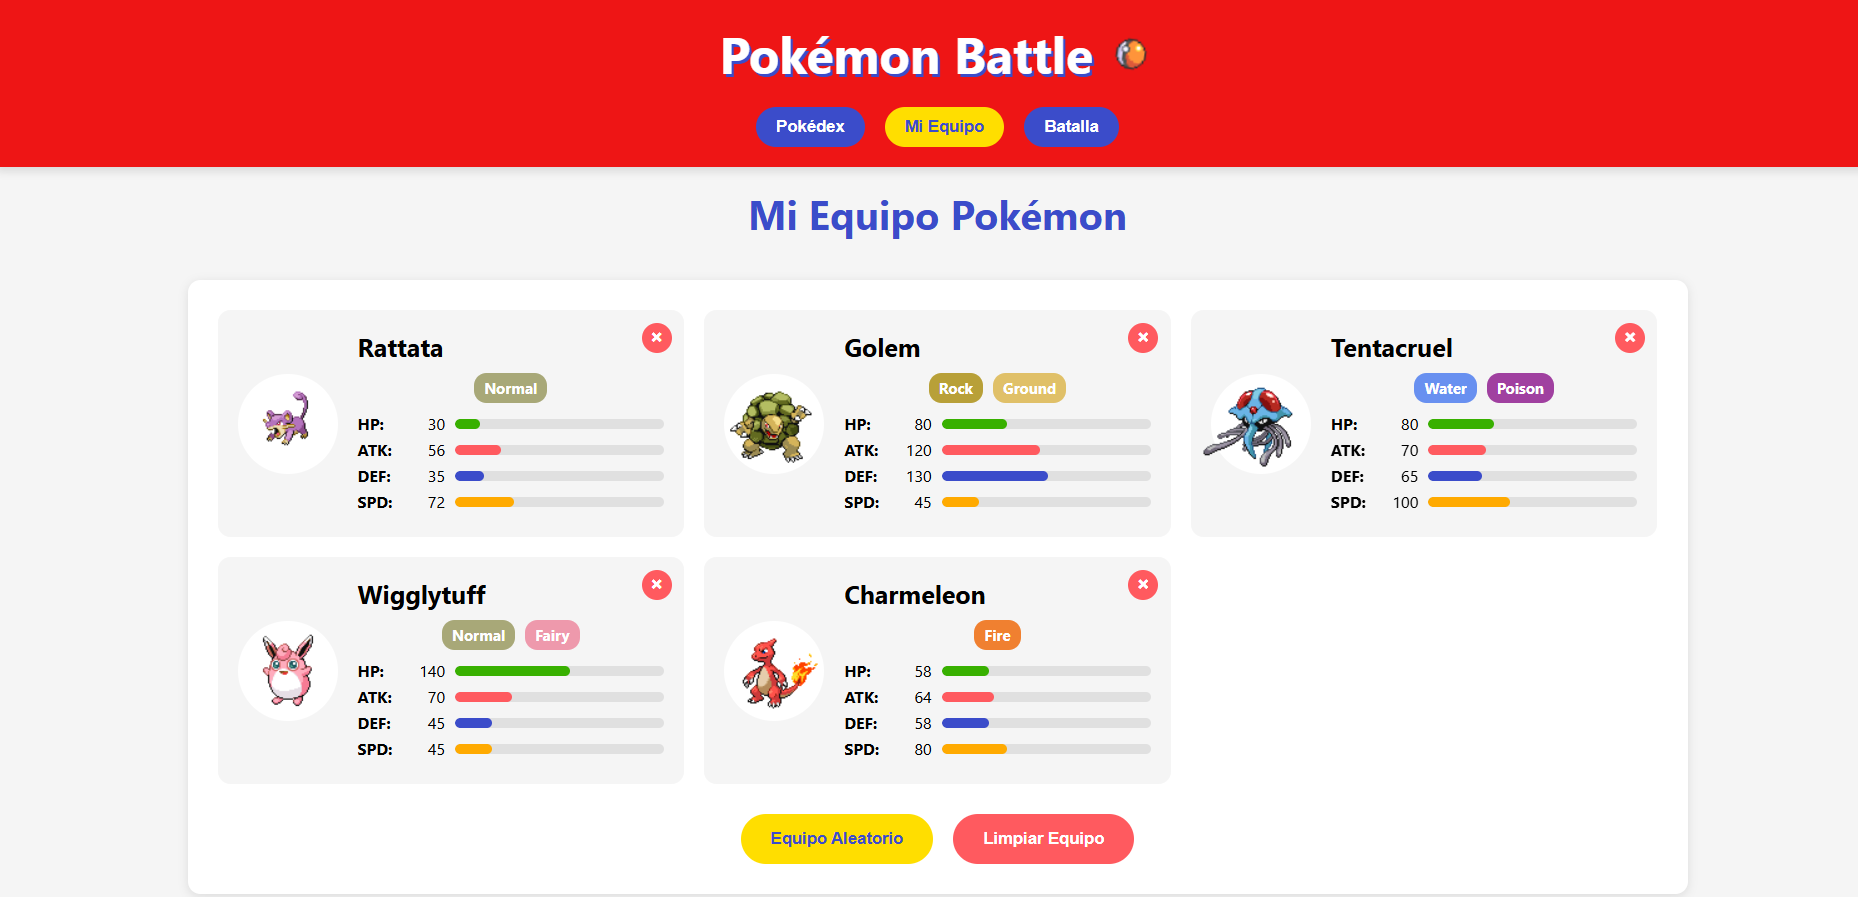 Pokémon Battle
Pokédex
Mi Equipo
Batalla
Mi Equipo Pokémon
Rattata
Normal
HP: 30
ATK: 56
DEF: 35
SPD: 72
Golem
Rock Ground
HP: 80
ATK: 120
DEF: 130
SPD: 45
Tentacruel
Water Poison
HP: 80
ATK: 70
DEF: 65
SPD: 100
Wigglytuff
Normal Fairy
HP: 140
ATK: 70
DEF: 45
SPD: 45
Charmeleon
Fire
HP: 58
ATK: 64
DEF: 58
SPD: 80
Equipo Aleatorio
Limpiar Equipo